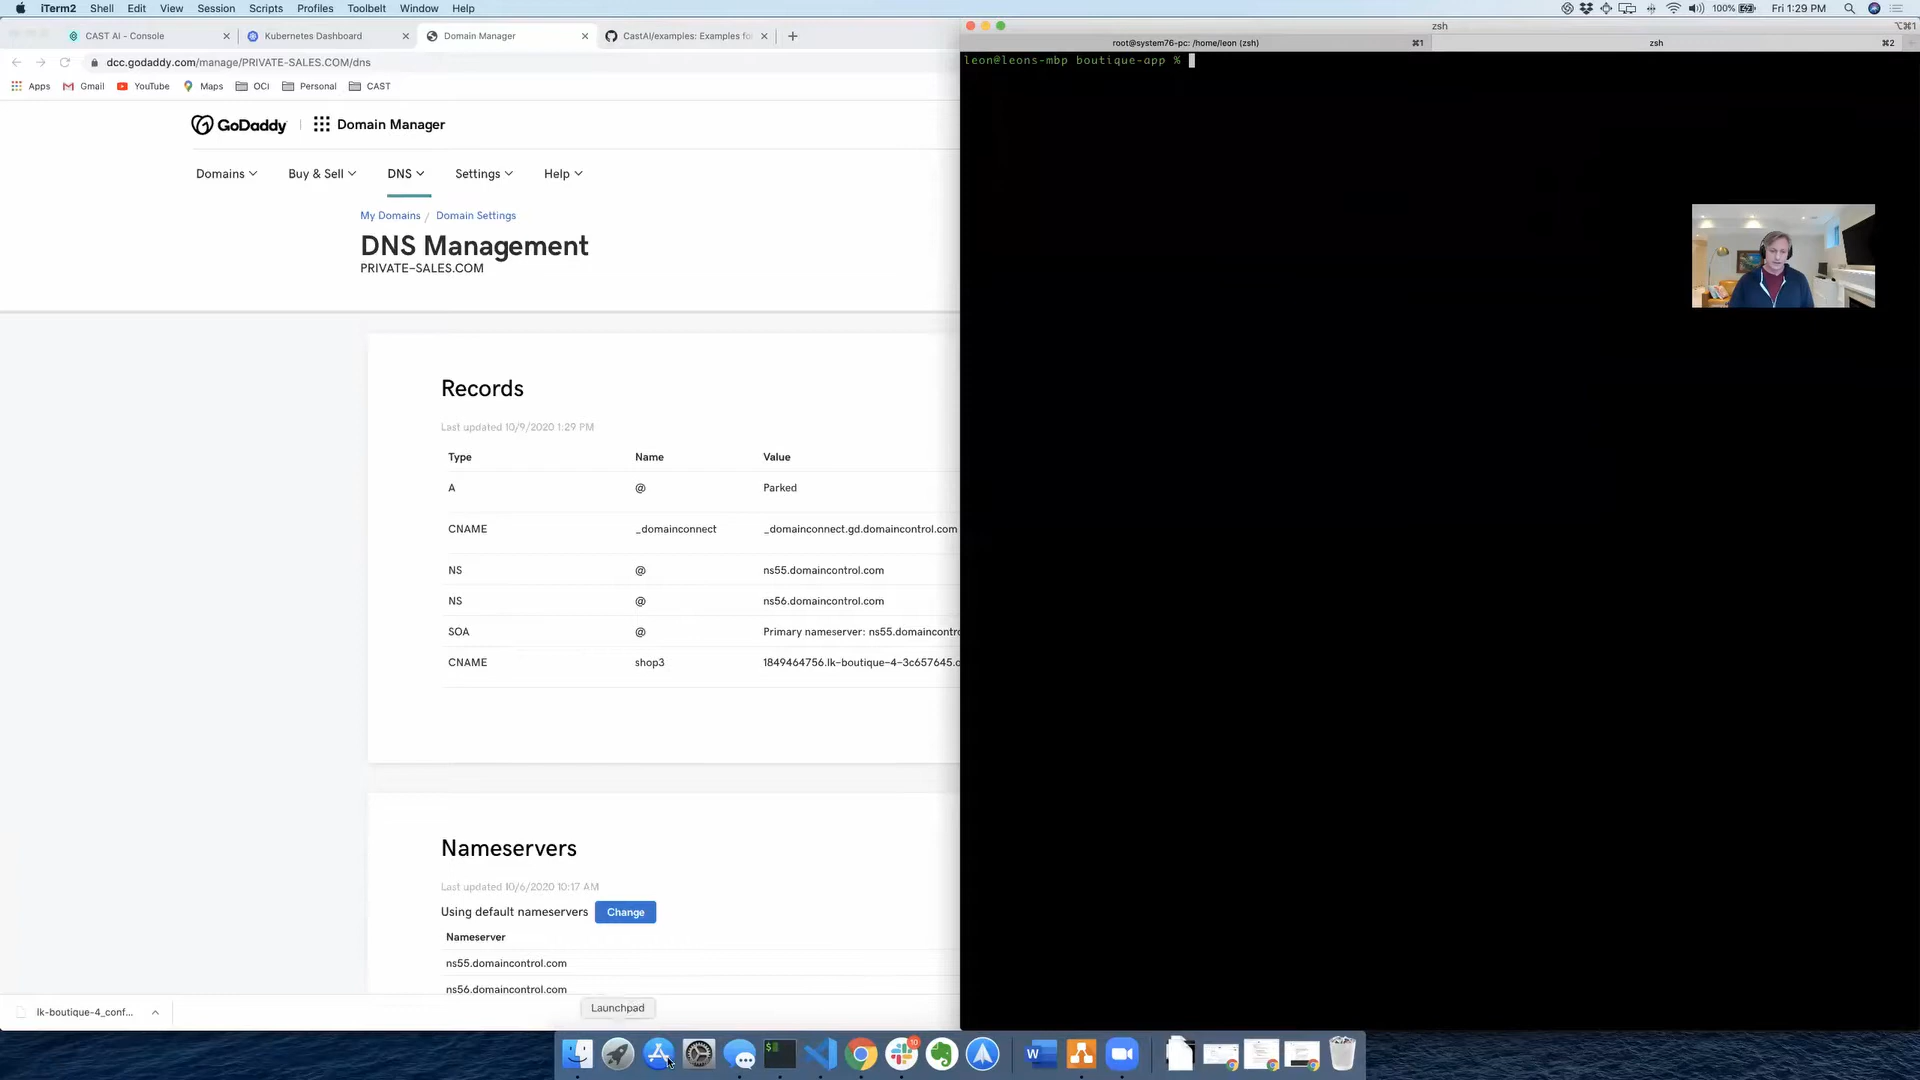 iTerm2 Shell Edit View Session Scripts Profiles Toolbelt Window Help 100% Fri 1:29 PM
CAST AI - Console Kubernetes Dashboard Domain Manager CastAI/examples: Examples fo
dcc.godaddy.com/manage/PRIVATE-SALES.COM/dns
Apps Gmail YouTube Maps OCI Personal CAST
GoDaddy Domain Manager
Domains Buy & Sell DNS Settings Help
My Domains / Domain Settings
DNS Management
PRIVATE-SALES.COM
Records
Last updated 10/9/2020 1:29 PM
Type Name Value
A @ Parked
CNAME _domainconnect _domainconnect.gd.domaincontrol.com
NS @ ns55.domaincontrol.com
NS @ ns56.domaincontrol.com
SOA @ Primary nameserver: ns55.domaincontro
CNAME shop3 1849464756.lk-boutique-4-3c657645.
Nameservers
Last updated 10/6/2020 10:17 AM
Using default nameservers Change
Nameserver
ns55.domaincontrol.com
ns56.domaincontrol.com
lk-boutique-4_conf...
Launchpad
zsh ⌥⌘1
root@system76-pc: /home/leon (zsh) ⌘1 zsh ⌘2
leon@leons-mbp boutique-app %
10